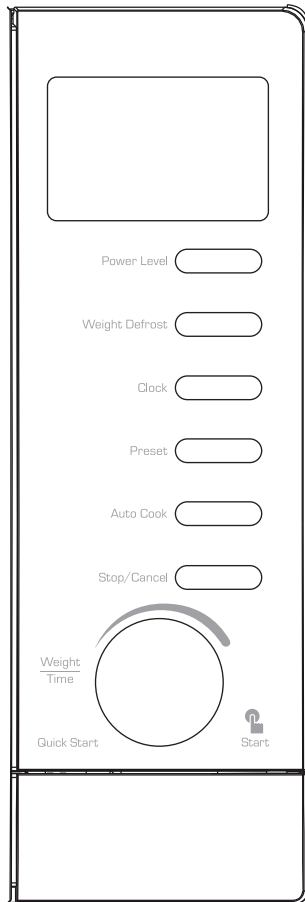 Power Level
Weight Defrost
Clock
Preset
Auto Cook
Stop/Cancel
Weight
Time
Quick Start
Start